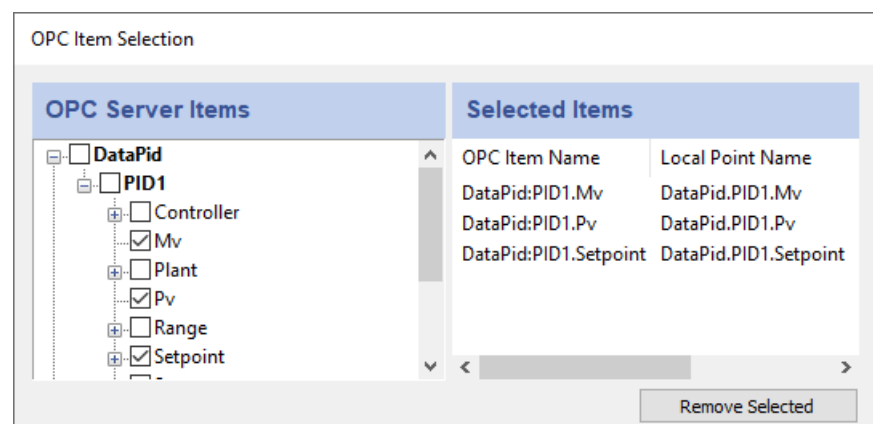 OPC Item Selection
OPC Server Items
DataPid
PID1
Controller
Mv
Plant
Pv
Range
Setpoint
Selected Items
OPC Item Name Local Point Name
DataPid:PID1.Mv DataPid.PID1.Mv
DataPid:PID1.Pv DataPid.PID1.Pv
DataPid:PID1.Setpoint DataPid.PID1.Setpoint
Remove Selected